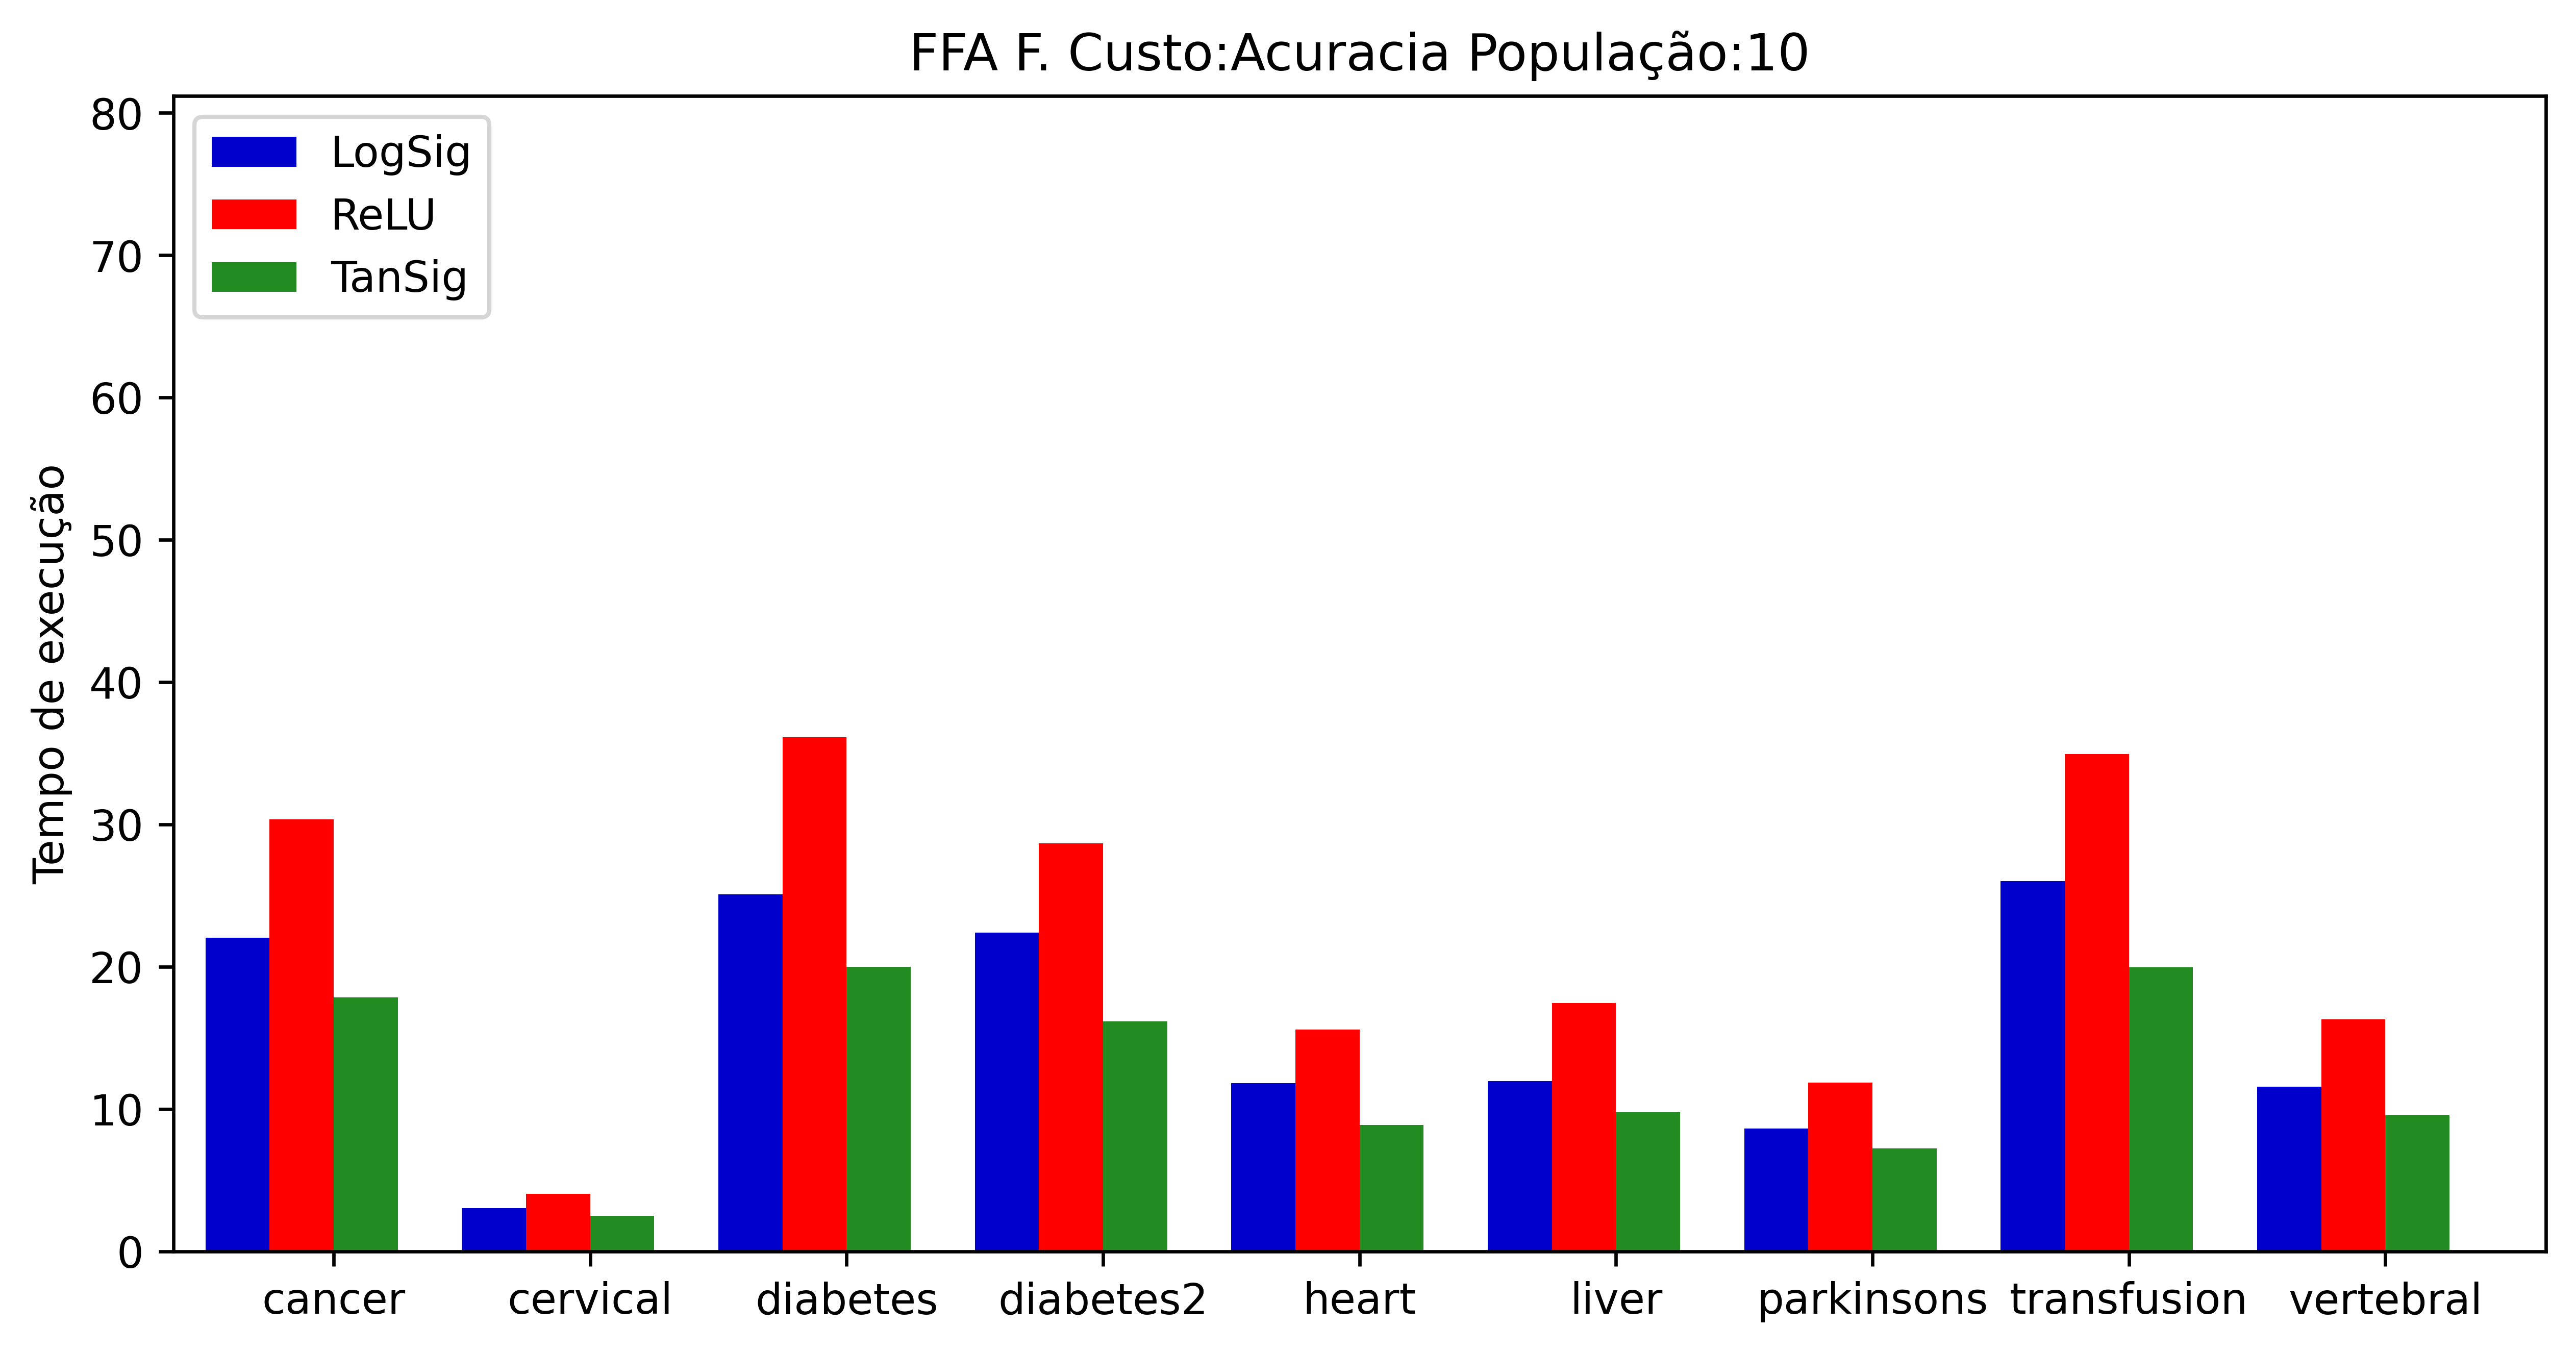 FFA F. Custo:Acuracia População:10
LogSig
ReLU
TanSig
Tempo de execução
80
70
60
50
40
30
20
10
0
cancer cervical diabetes diabetes2 heart liver parkinsons transfusion vertebral